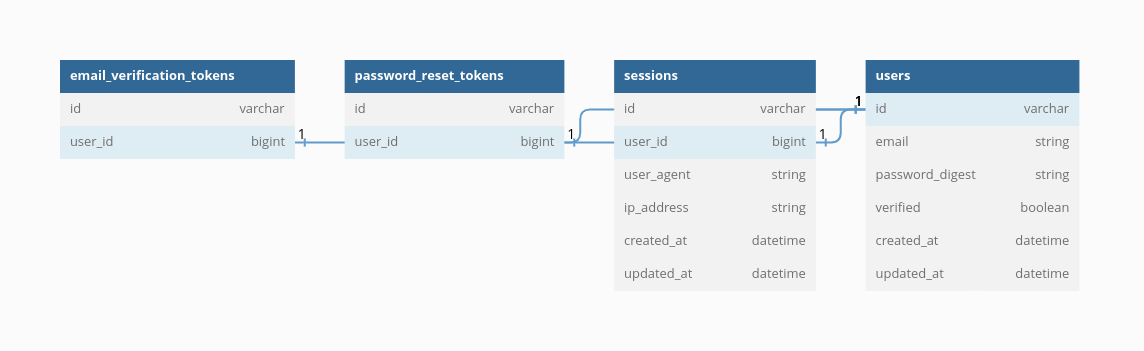 email_verification_tokens
id varchar
user_id bigint
1
password_reset_tokens
id varchar
user_id bigint
1
sessions
id varchar
user_id bigint
user_agent string
ip_address string
created_at datetime
updated_at datetime
1
1
users
id varchar
email string
password_digest string
verified boolean
created_at datetime
updated_at datetime